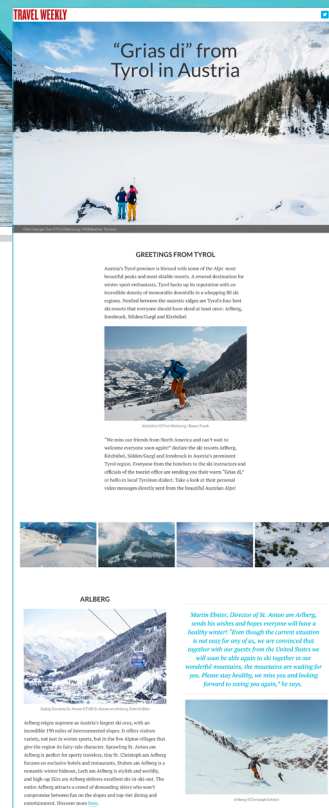 TRAVEL WEEKLY
“Grias di” from
Tyrol in Austria
GREETINGS FROM TYROL
Austria's Tyrol province is blessed with some of the Alps' most
beautiful peaks and most skiable resorts. A revered destination for
winter sport enthusiasts, Tyrol backs up its reputation with an
incredible density of memorable downhills in a whopping 80 ski
regions. Nestled between the majestic ridges are Tyrol's four best
ski resorts that everyone should have skied at least once: Arlberg,
Innsbruck, Sölden/Gurgl and Kitzbühel.
Kitzbühel ©Tirol Werbung / Bauer Frank
“We miss our friends from North America and can't wait to
welcome everyone soon again!” declare the ski resorts Arlberg,
Kitzbühel, Sölden/Gurgl and Innsbruck in Austria's prominent
Tyrol region. Everyone from the hoteliers to the ski instructors and
officials of the tourist office are sending you their warm “Grias di,”
or hello in local Tyrolean dialect. Take a look at their personal
video messages directly sent from the beautiful Austrian Alps!
ARLBERG
Arlberg reigns supreme as Austria's largest ski area, with an
incredible 190 miles of interconnected slopes. It offers visitors
variety, not just in winter sports, but in the five Alpine villages that
give the region its fairy-tale character. Sprawling St. Anton am
Arlberg is perfect for sporty travelers, tiny St. Christoph am Arlberg
focuses on exclusive hotels and restaurants, Stuben am Arlberg is a
romantic winter hideout, Lech am Arlberg is stylish and worldly,
and high-up Zürs am Arlberg delivers excellent ski-in-ski-out. The
entire Arlberg attracts a crowd of demanding skiers who won't
compromise between fun on the slopes and top-tier dining and
entertainment. Discover more here.
Martin Ebster, Director of St. Anton am Arlberg,
sends his wishes and hopes everyone will have a
healthy winter! “Even though the current situation
is not easy for any of us, we are convinced that
together with our guests from the United States we
will soon be able again to ski together in our
wonderful mountains, the mountains are waiting for
you. Please stay healthy, we miss you and looking
forward to seeing you again,” he says.
Arlberg ©Christoph Schöch